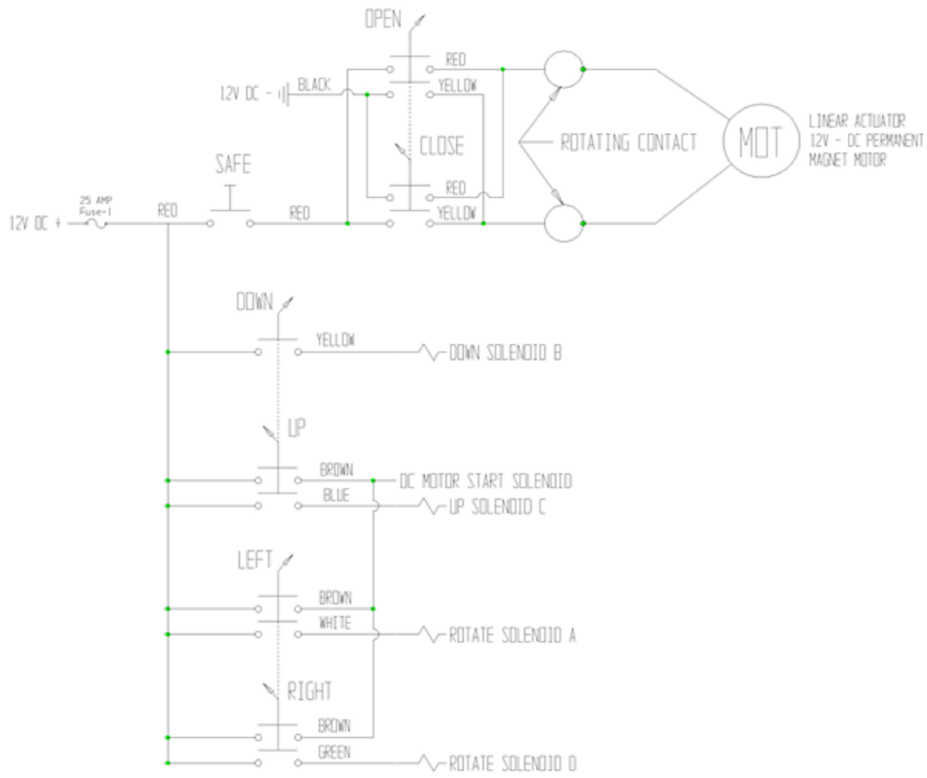 OPEN
RED
12V DC -
BLACK
YELLOW
CLOSE
ROTATING CONTACT
MOT
LINEAR ACTUATOR
12V - DC PERMANENT
MAGNET MOTOR
SAFE
RED
25 AMP
Fuse-1
12V DC +
RED
RED
YELLOW
DOWN
YELLOW
DOWN SOLENOID B
UP
BROWN
DC MOTOR START SOLENOID
BLUE
UP SOLENOID C
LEFT
BROWN
WHITE
ROTATE SOLENOID A
RIGHT
BROWN
GREEN
ROTATE SOLENOID D